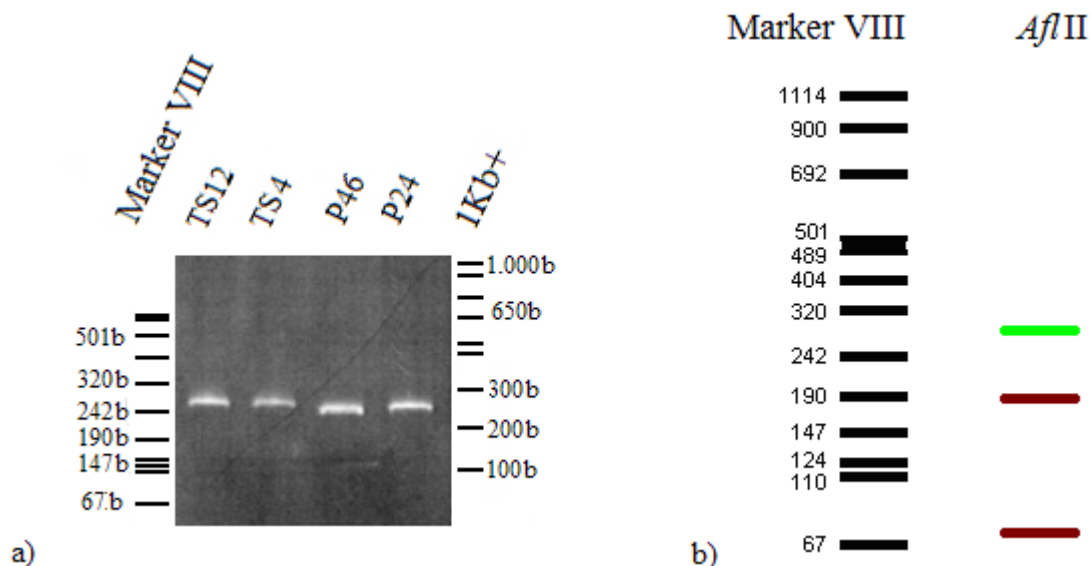 Marker VIII
TS12
TS4
P46
P24
1Kb+
501b
320b
242b
190b
147b
67b
1.000b
650b
300b
200b
100b
a)
Marker VIII
AflII
1114
900
692
501
489
404
320
242
190
147
124
110
67
b)